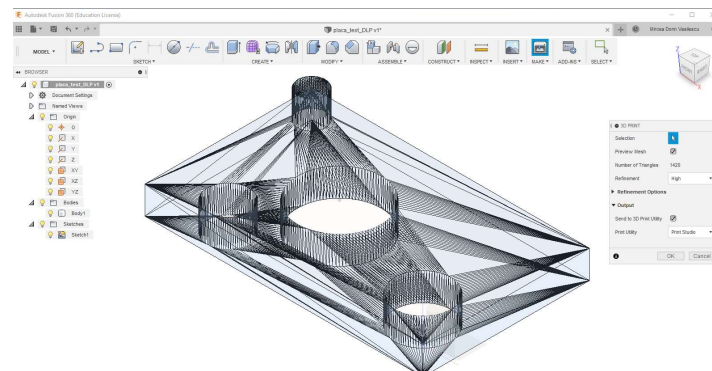 Autodesk Fusion 360 (Education License)
placa_test_DLP v1*
Mircea Dorin Vasilescu
MODEL
SKETCH
CREATE
MODIFY
ASSEMBLE
CONSTRUCT
INSPECT
INSERT
MAKE
ADD-INS
SELECT
BROWSER
placa_test_DLP v1
Document Settings
Named Views
Origin
O
X
Y
Z
XY
XZ
YZ
Bodies
Body1
Sketches
Sketch1
Z
X
3D PRINT
Selection
Preview Mesh
Number of Triangles 1420
Refinement High
Refinement Options
Output
Send to 3D Print Utility
Print Utility Print Studio
OK Cancel